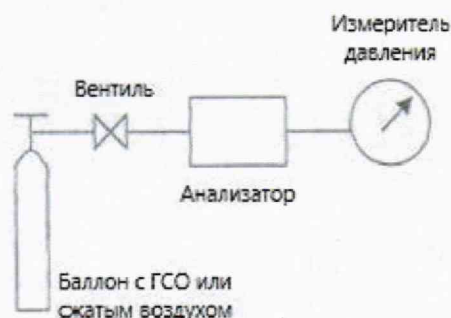 Измеритель
давления
Вентиль
Анализатор
Баллон с ГСО или
сжатым воздухом